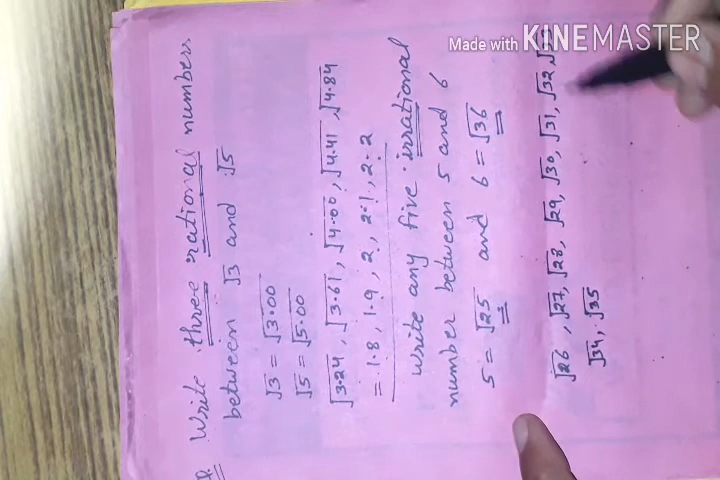 Q. Write three rational numbers
between √3 and √5
√3 = √3.00
√5 = √5.00
√3.24, √3.61, √4.00, √4.41, √4.84
= 1.8, 1.9, 2, 2.1, 2.2
write any five irrational
number between 5 and 6
5 = √25 and 6 = √36
√26, √27, √28, √29, √30, √31, √32, √33
√34, √35
Made with KINEMASTER